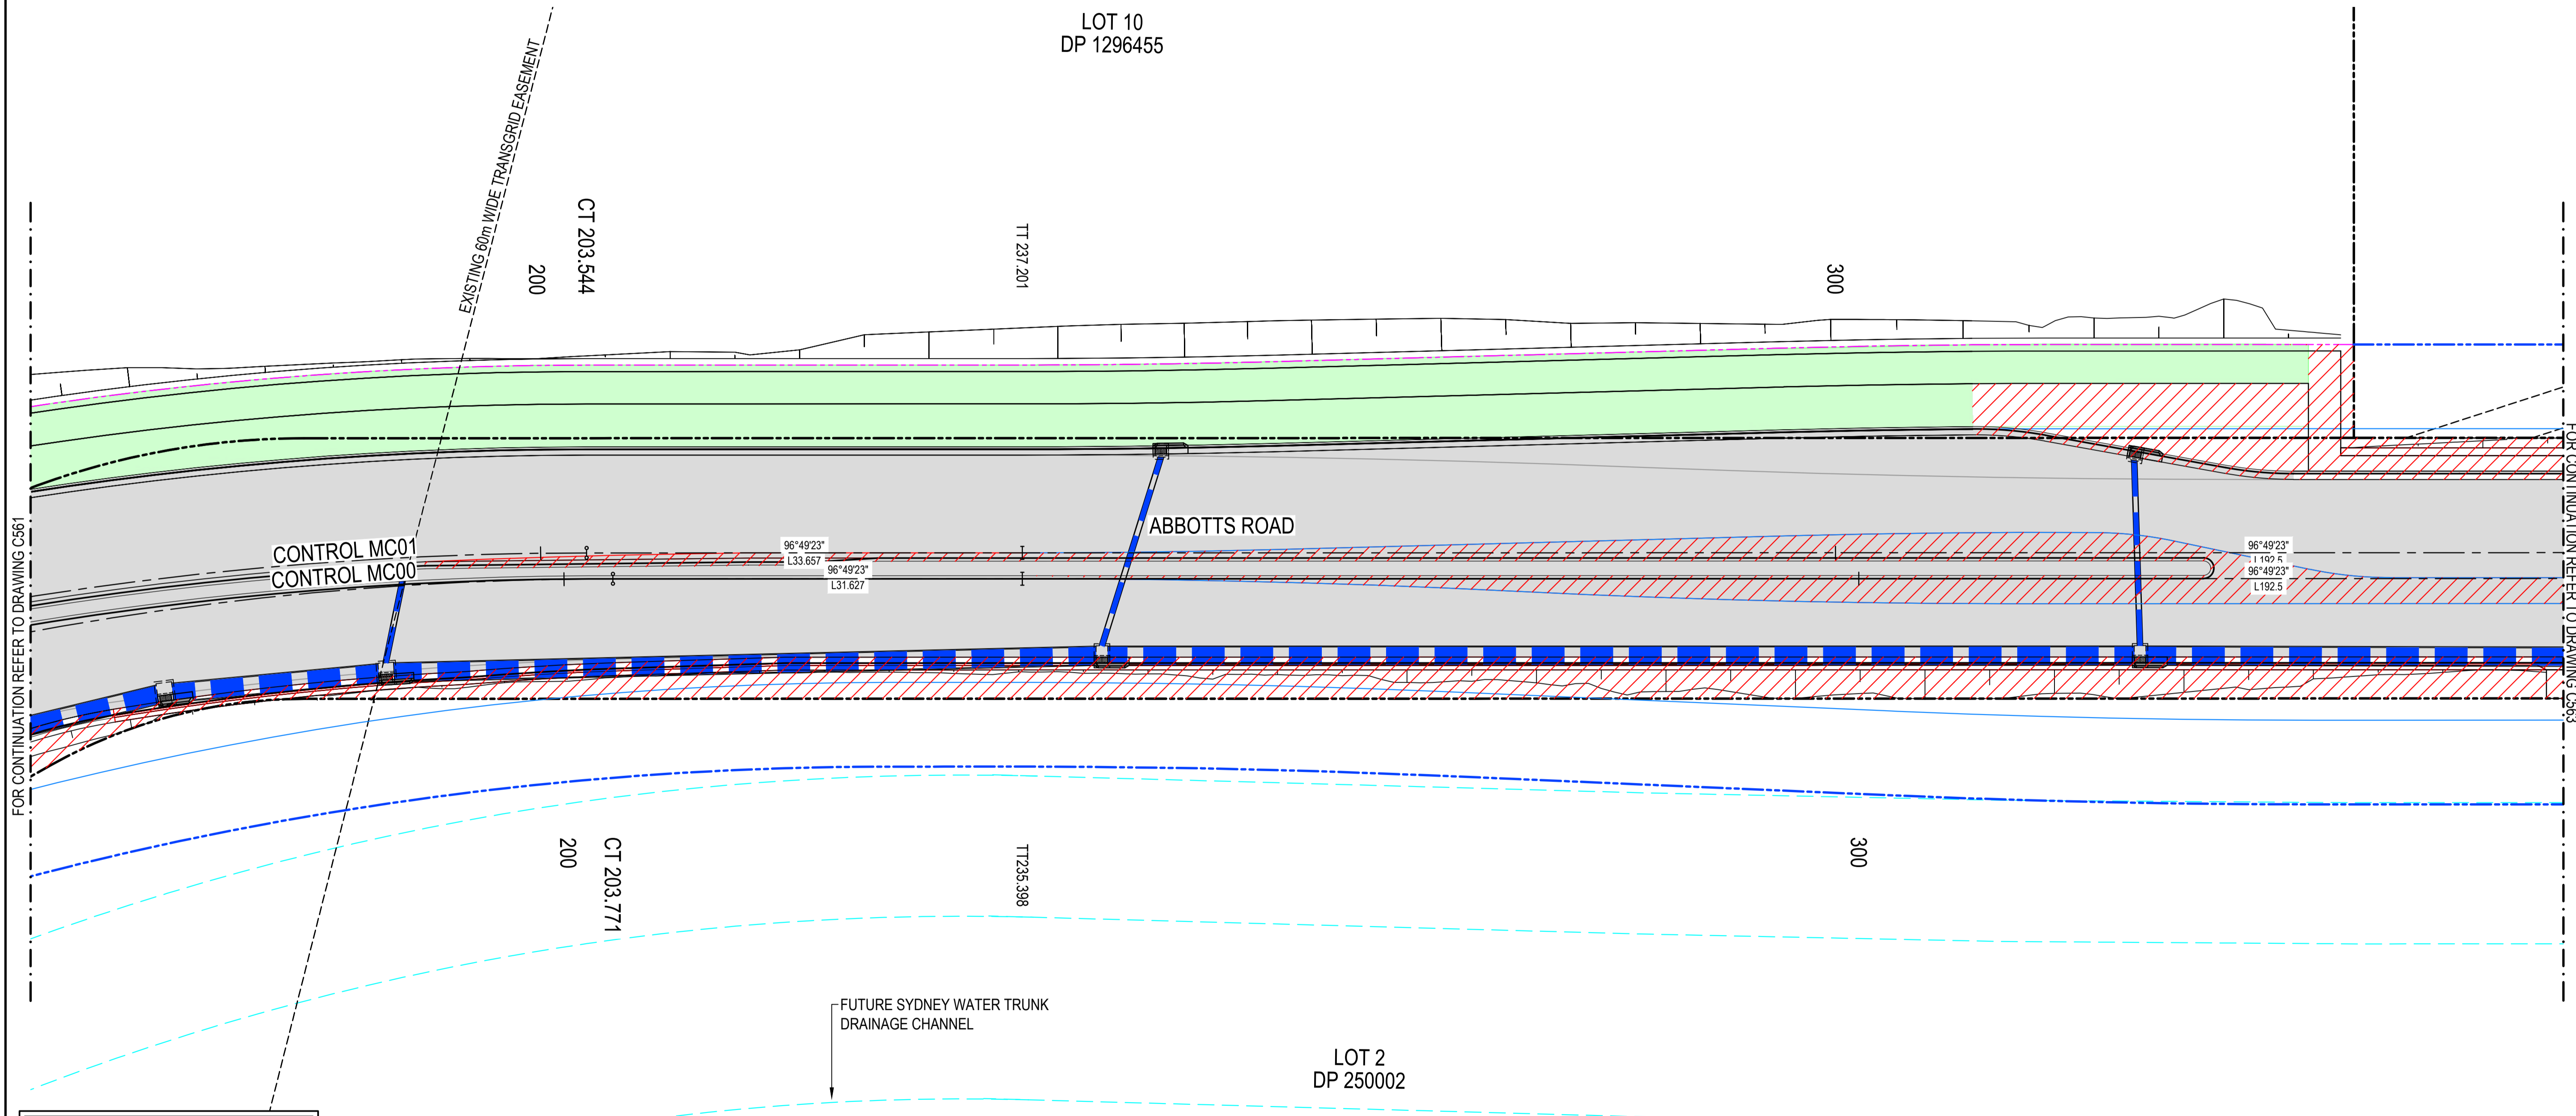 LOT 10
DP 1296455
EXISTING 60m WIDE TRANSGRID EASEMENT
CT 203.544
200
TT 237.201
300
FOR CONTINUATION REFER TO DRAWING C561
FOR CONTINUATION REFER TO DRAWING C563
ABBOTTS ROAD
CONTROL MC01
CONTROL MC00
96°49'23"
L33.657
96°49'23"
L31.627
96°49'23"
L192.5
96°49'23"
L192.5
200
CT 203.771
TT235.398
300
FUTURE SYDNEY WATER TRUNK
DRAINAGE CHANNEL
LOT 2
DP 250002